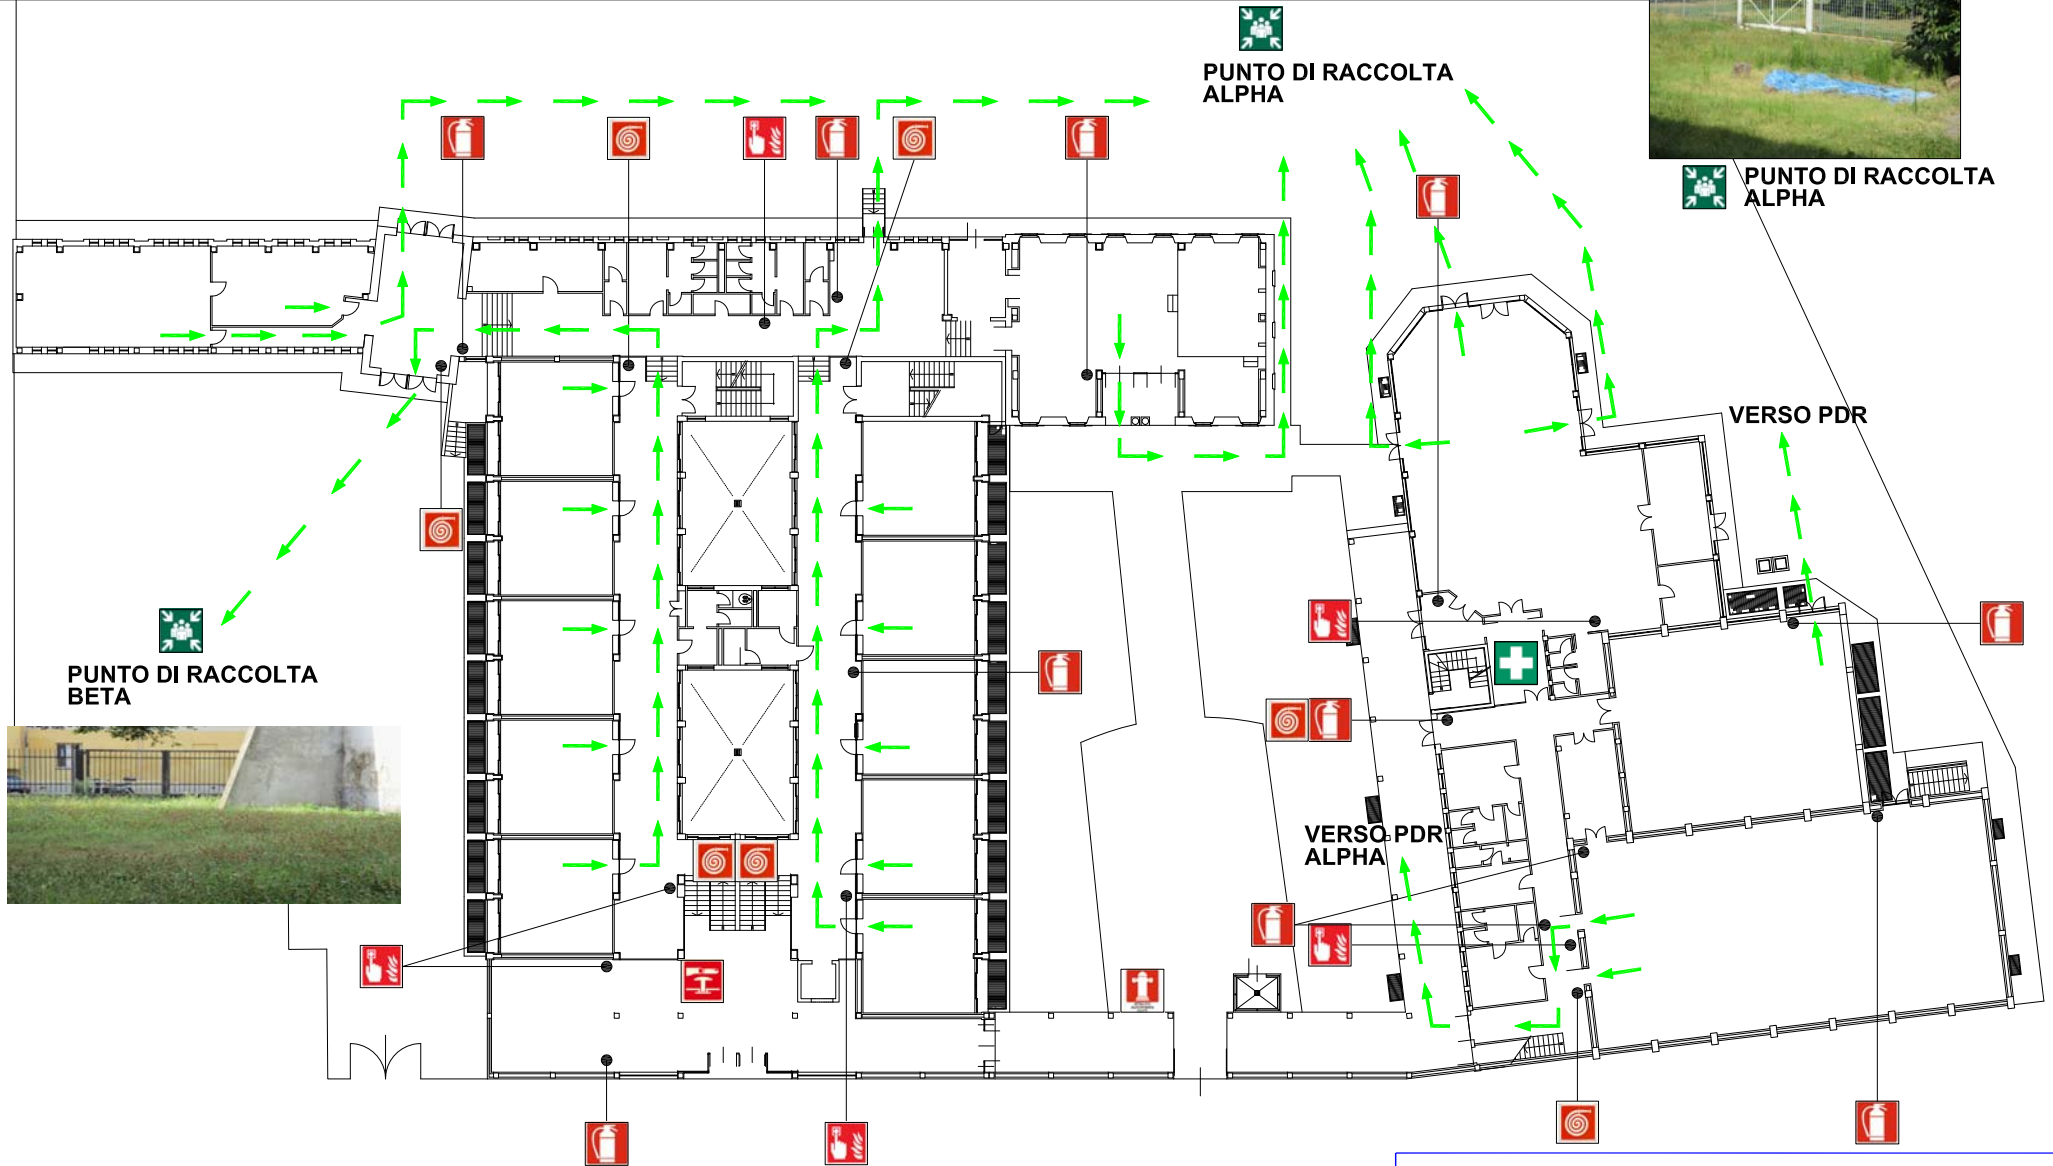 PUNTO DI RACCOLTA
ALPHA
PUNTO DI RACCOLTA
ALPHA
VERSO PDR
PUNTO DI RACCOLTA
BETA
VERSO PDR
ALPHA